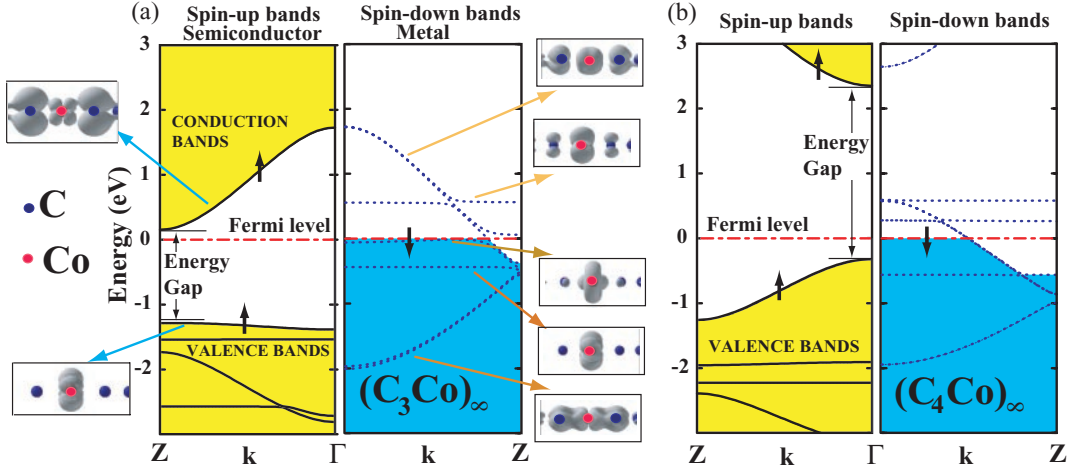 (a)
Spin-up bands
Semiconductor
Spin-down bands
Metal
(b)
Spin-up bands
Spin-down bands
3
2
1
0
-1
-2
Energy (eV)
CONDUCTION
BANDS
C
Co
Fermi level
Energy
Gap
VALENCE BANDS
(C3Co)∞
Z
k
Γ
k
Z
3
2
1
0
-1
-2
Energy
Gap
Fermi level
VALENCE BANDS
(C4Co)∞
Z
k
Γ
k
Z